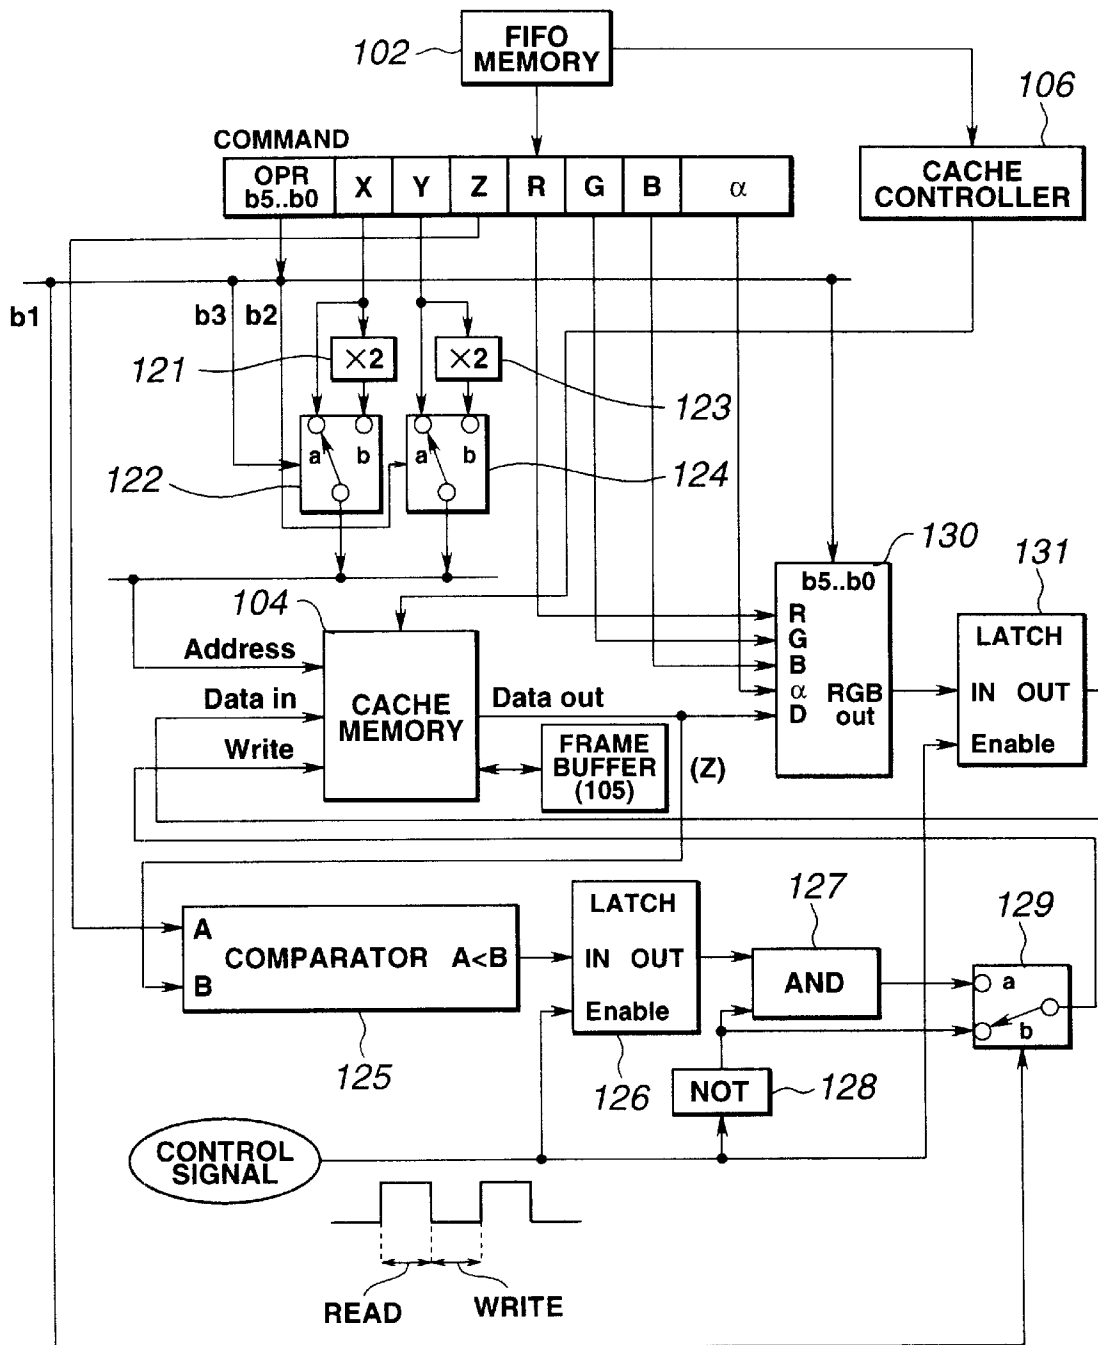 FIFO
MEMORY
102
106
CACHE
CONTROLLER
COMMAND
OPR
b5..b0
X
Y
Z
R
G
B
α
b1
b3
b2
×2
×2
121
123
a
b
a
b
122
124
130
131
b5..b0
R
G
B
α
D
RGB
out
LATCH
IN
OUT
Enable
104
Address
Data in
Write
CACHE
MEMORY
Data out
FRAME
BUFFER
(105)
(Z)
A
B
COMPARATOR
A<B
125
LATCH
IN
OUT
Enable
126
127
AND
129
a
b
NOT
128
CONTROL
SIGNAL
READ
WRITE